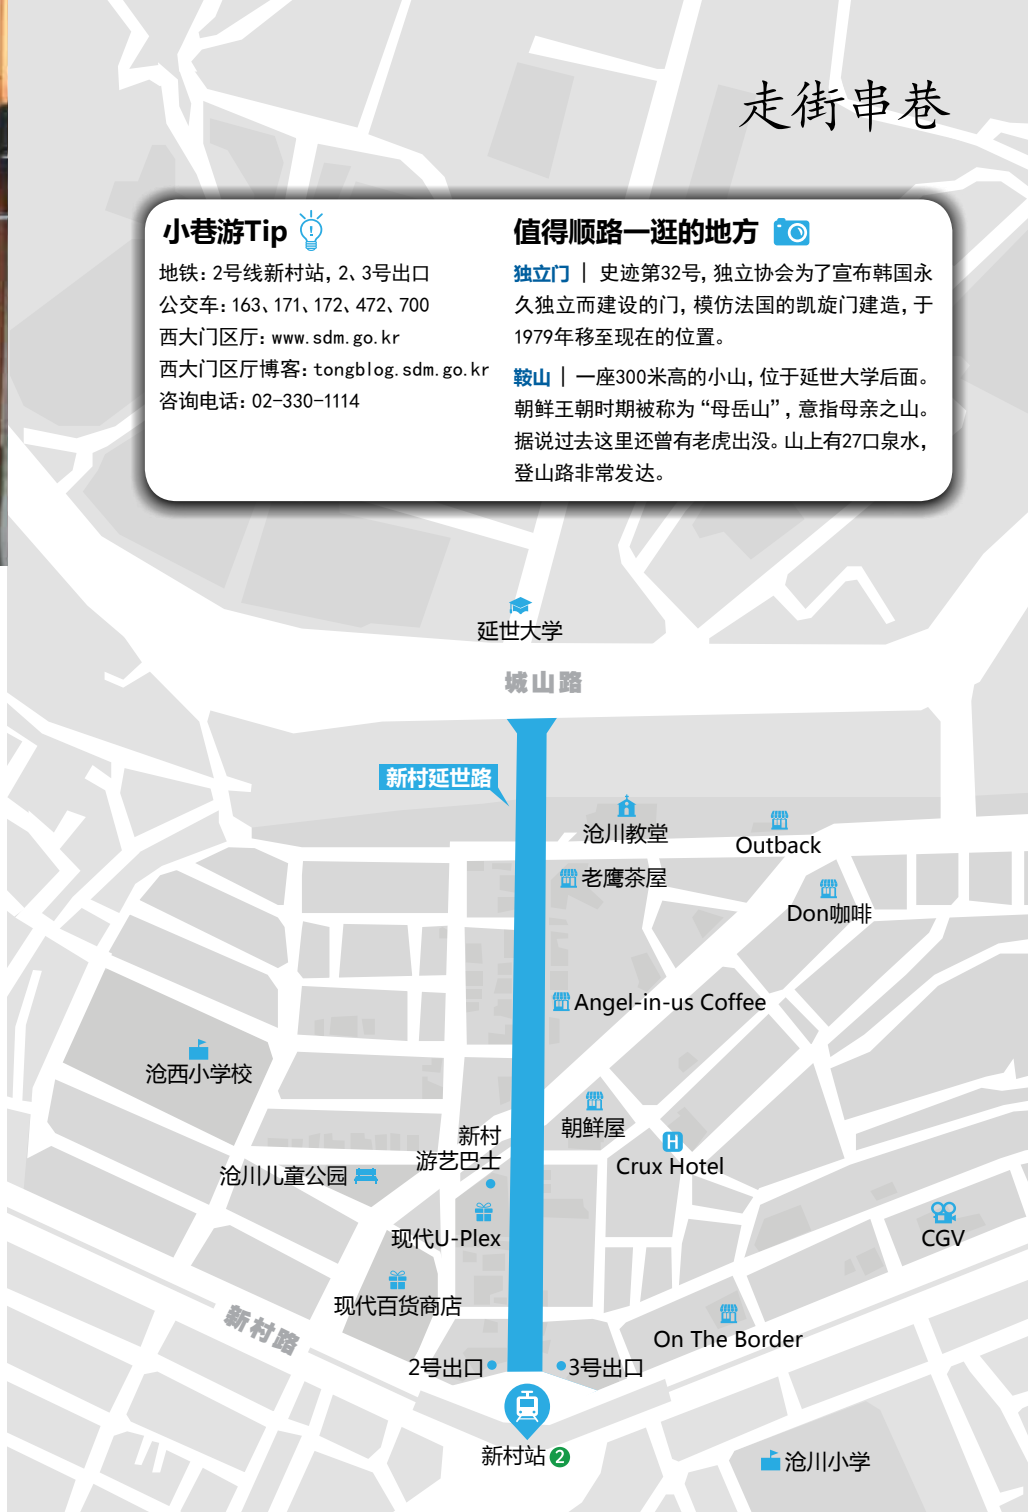 走街串巷
小巷游Tip
地铁：2号线新村站，2、3号出口
公交车：163、171、172、472、700
西大门区厅：www.sdm.go.kr
西大门区厅博客：tongblog.sdm.go.kr
咨询电话：02-330-1114
值得顺路一逛的地方
独立门 | 史迹第32号，独立协会为了宣布韩国永
久独立而建设的门，模仿法国的凯旋门建造，于
1979年移至现在的位置。
鞍山 | 一座300米高的小山，位于延世大学后面。
朝鲜王朝时期被称为“母岳山”，意指母亲之山。
据说过去这里还曾有老虎出没。山上有27口泉水，
登山路非常发达。
延世大学
城山路
新村延世路
沧川教堂
Outback
老鹰茶屋
Don咖啡
Angel-in-us Coffee
沧西小学校
朝鲜屋
新村
游艺巴士
H
Crux Hotel
沧川儿童公园
现代U-Plex
CGV
现代百货商店
新村路
On The Border
2号出口
3号出口
新村站 2
沧川小学